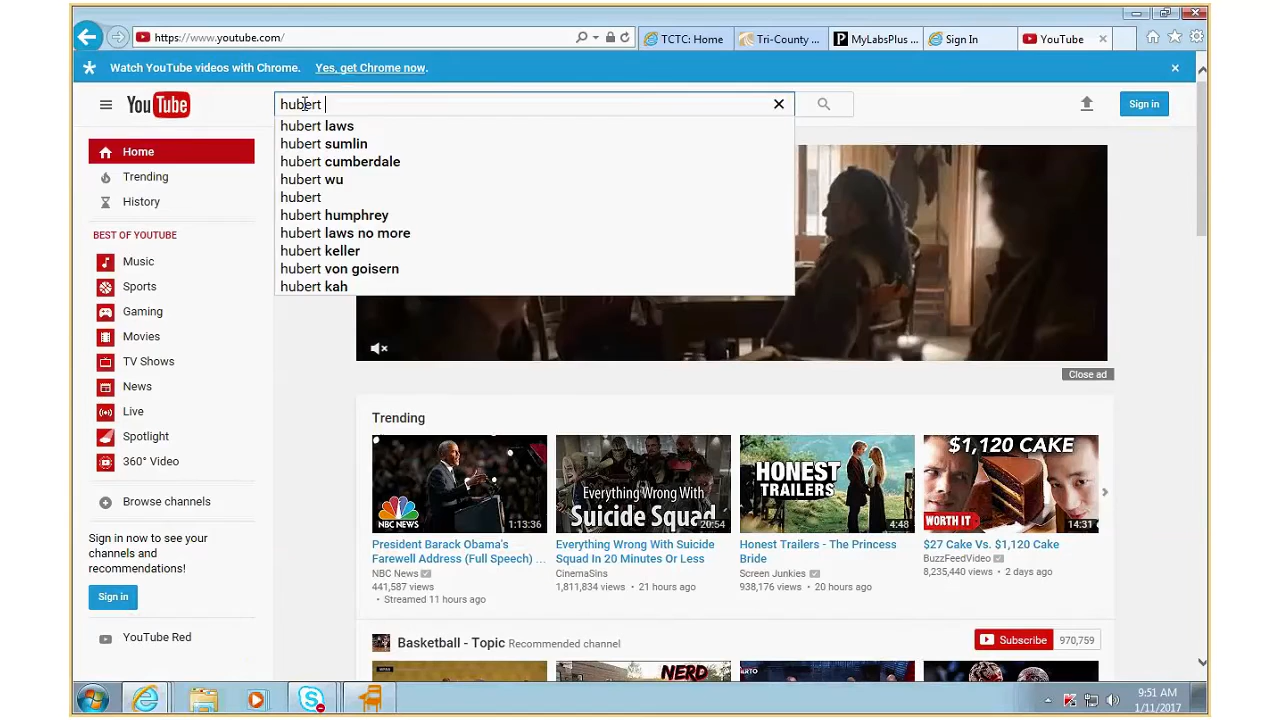 https://www.youtube.com/
TCTC: Home
Tri-County ...
MyLabsPlus ...
Sign In
YouTube
Watch YouTube videos with Chrome. Yes, get Chrome now.
YouTube
hubert
Sign in
hubert laws
hubert sumlin
hubert cumberdale
hubert wu
hubert
hubert humphrey
hubert laws no more
hubert keller
hubert von goisern
hubert kah
Home
Trending
History
BEST OF YOUTUBE
Music
Sports
Gaming
Movies
TV Shows
News
Live
Spotlight
360° Video
Browse channels
Sign in now to see your
channels and
recommendations!
Sign in
YouTube Red
Close ad
Trending
NBC NEWS
1:13:36
President Barack Obama's
Farewell Address (Full Speech) ...
NBC News
441,587 views
• Streamed 11 hours ago
Everything Wrong With
Suicide Squad
20:54
Everything Wrong With Suicide
Squad In 20 Minutes Or Less
CinemaSins
1,811,834 views • 21 hours ago
HONEST
TRAILERS
4:48
Honest Trailers - The Princess
Bride
Screen Junkies
938,176 views • 20 hours ago
$1,120 CAKE
WORTH IT
14:31
$27 Cake Vs. $1,120 Cake
BuzzFeedVideo
8,235,440 views • 2 days ago
Basketball - Topic Recommended channel
Subscribe 970,759
NERD
9:51 AM
1/11/2017